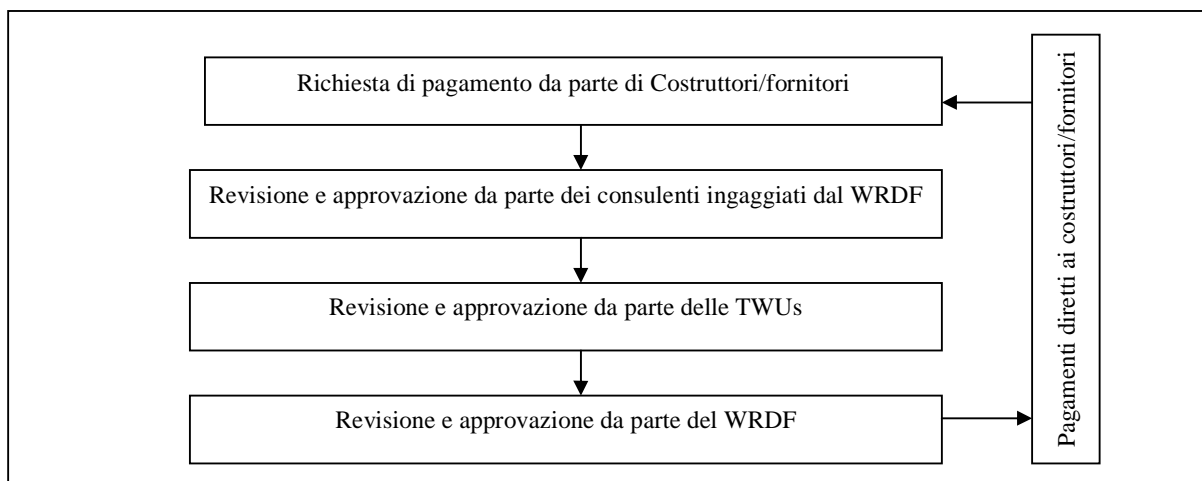 Richiesta di pagamento da parte di Costruttori/fornitori
Revisione e approvazione da parte dei consulenti ingaggiati dal WRDF
Revisione e approvazione da parte delle TWUs
Revisione e approvazione da parte del WRDF
Pagamenti diretti ai costruttori/fornitori